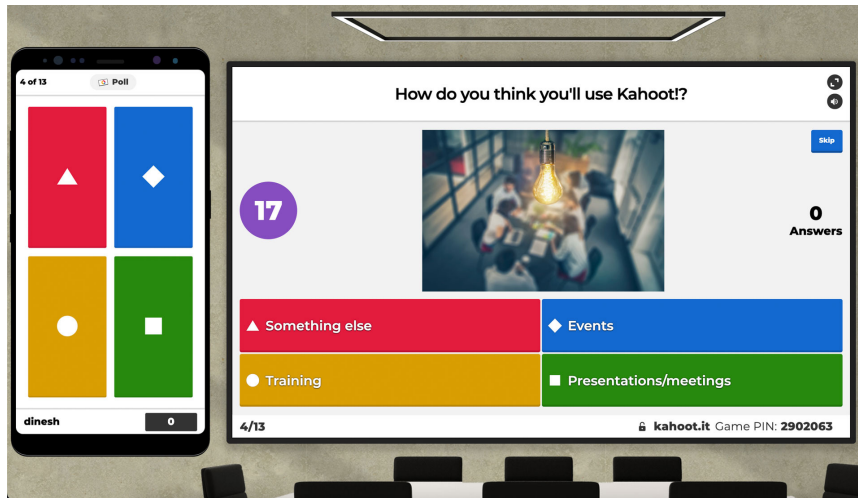 4 of 13
Poll
dinesh
0
How do you think you'll use Kahoot!?
Skip
17
0
Answers
Something else
Events
Training
Presentations/meetings
4/13
kahoot.it Game PIN: 2902063